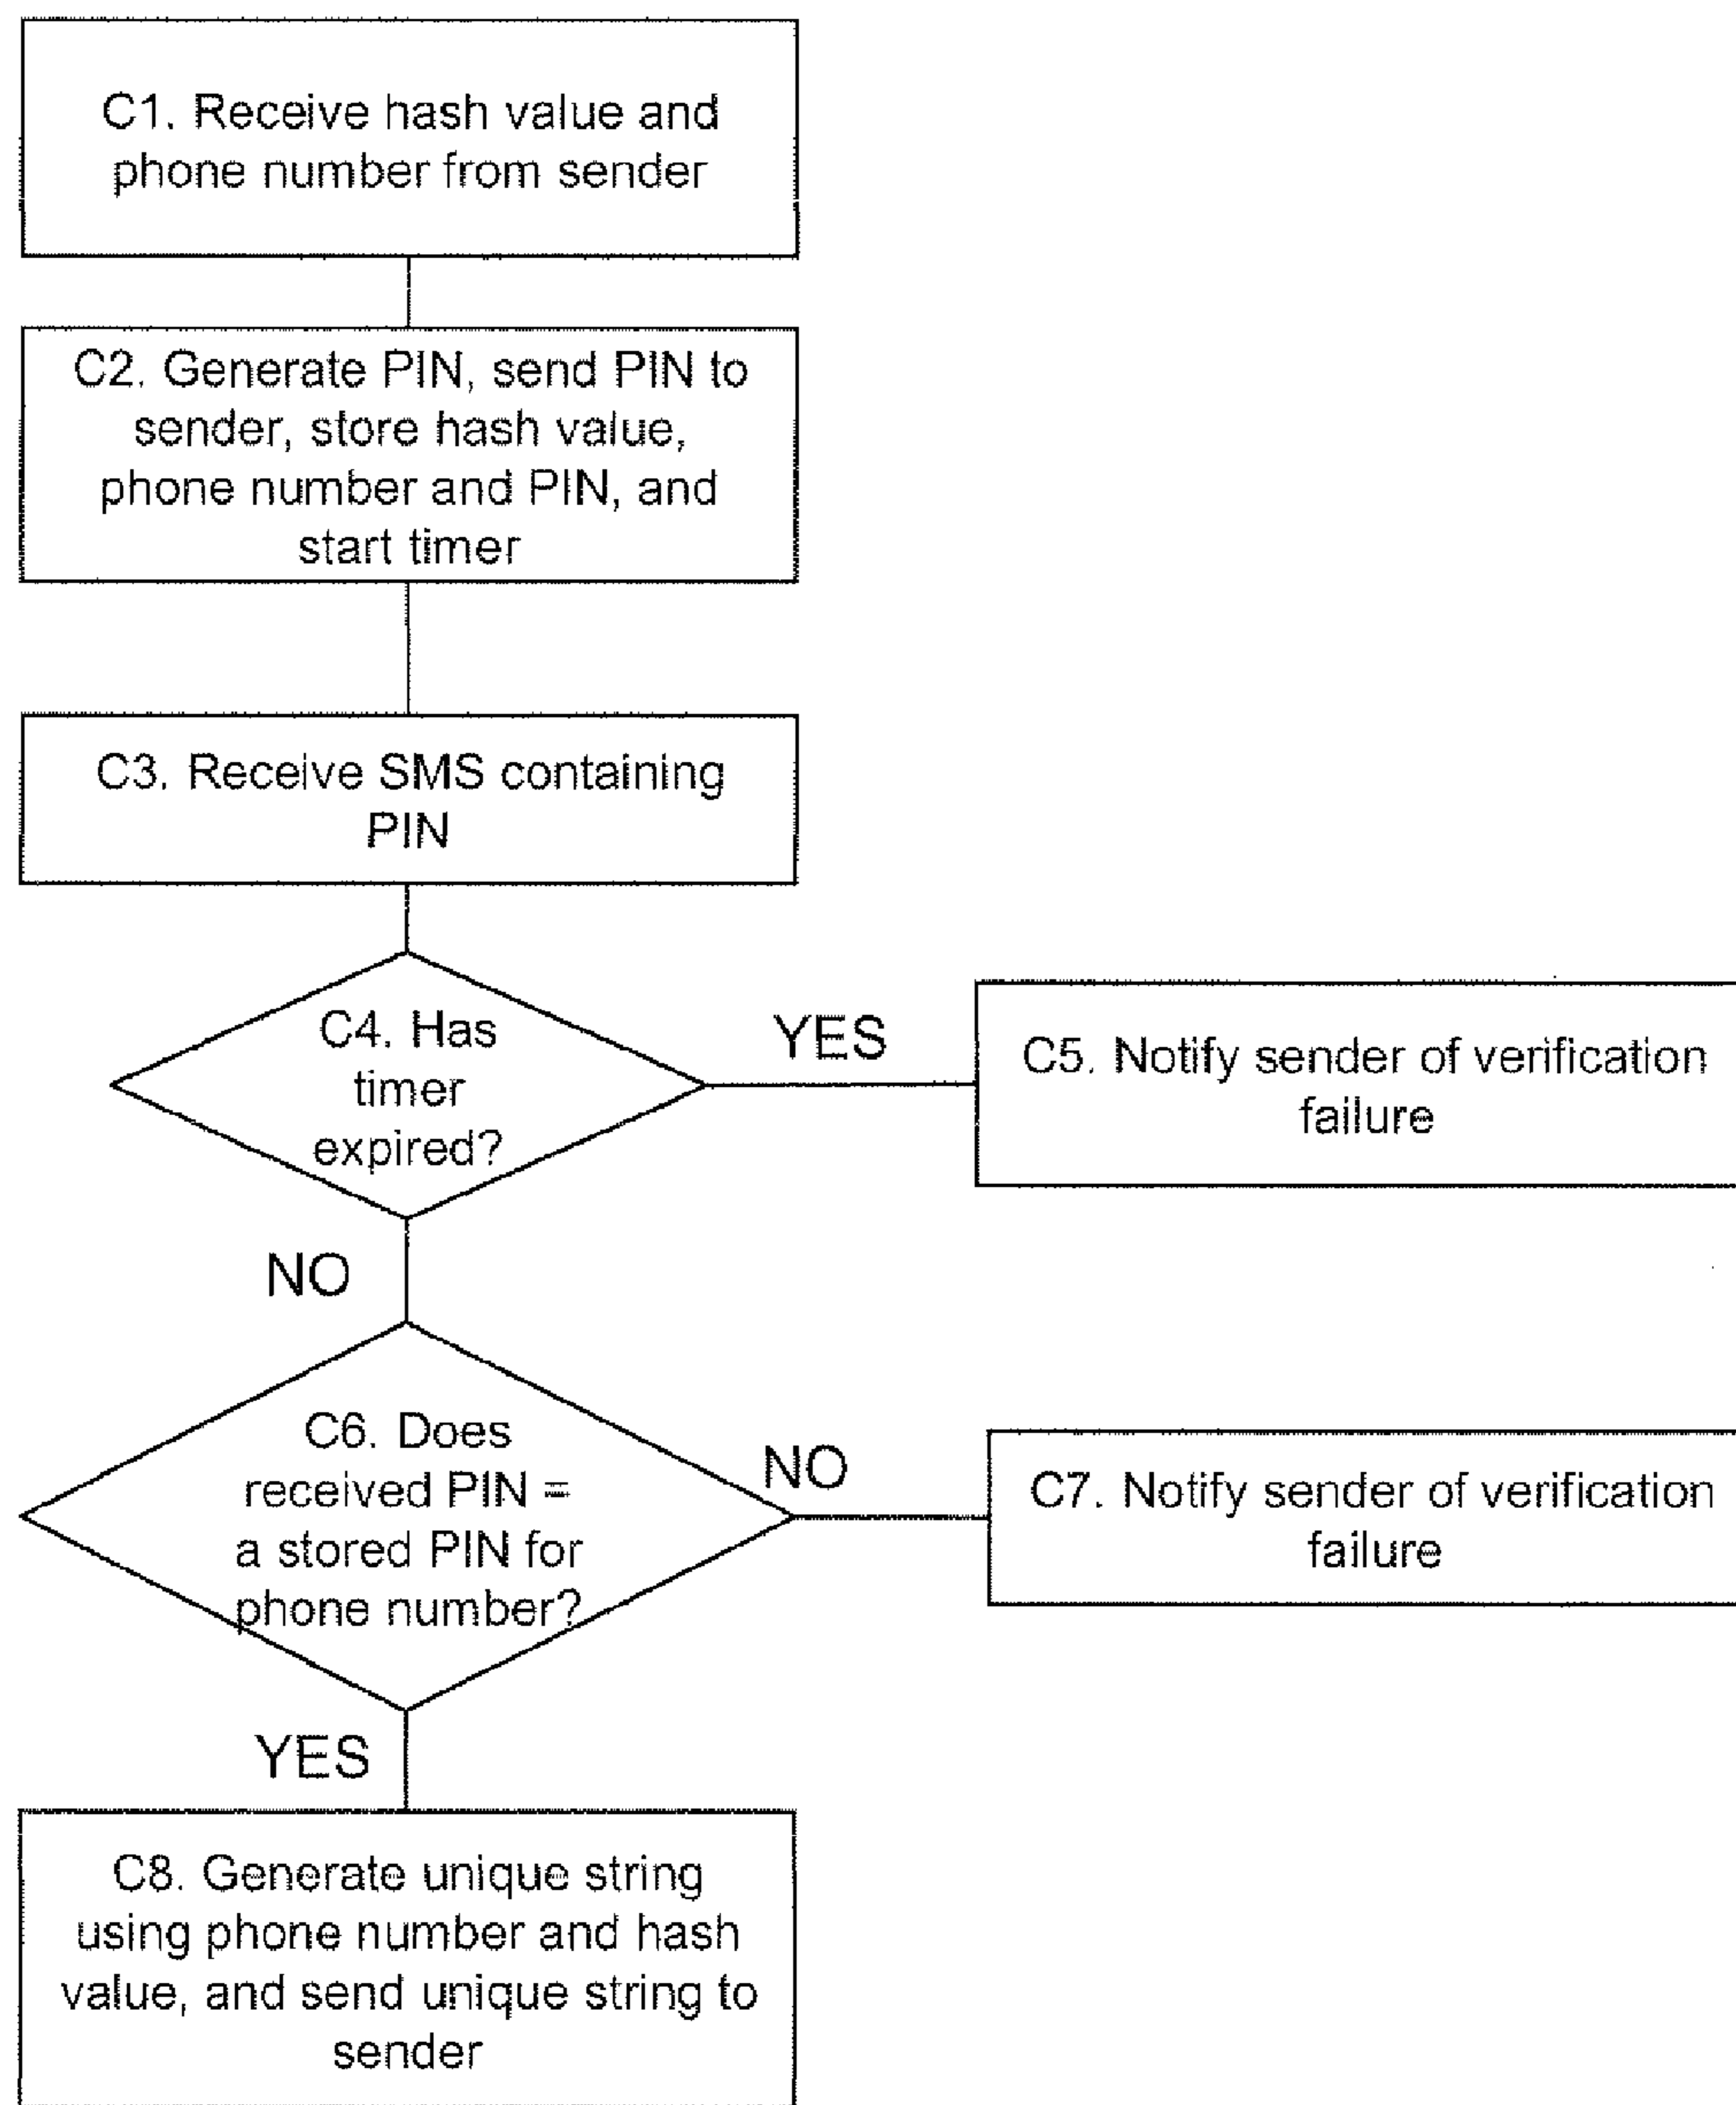 C1. Receive hash value and
phone number from sender
C2. Generate PIN, send PIN to
sender, store hash value,
phone number and PIN, and
start timer
C3. Receive SMS containing
PIN
C4. Has
timer
expired?
YES
C5. Notify sender of verification
failure
NO
C6. Does
received PIN =
a stored PIN for
phone number?
NO
C7. Notify sender of verification
failure
YES
C8. Generate unique string
using phone number and hash
value, and send unique string to
sender